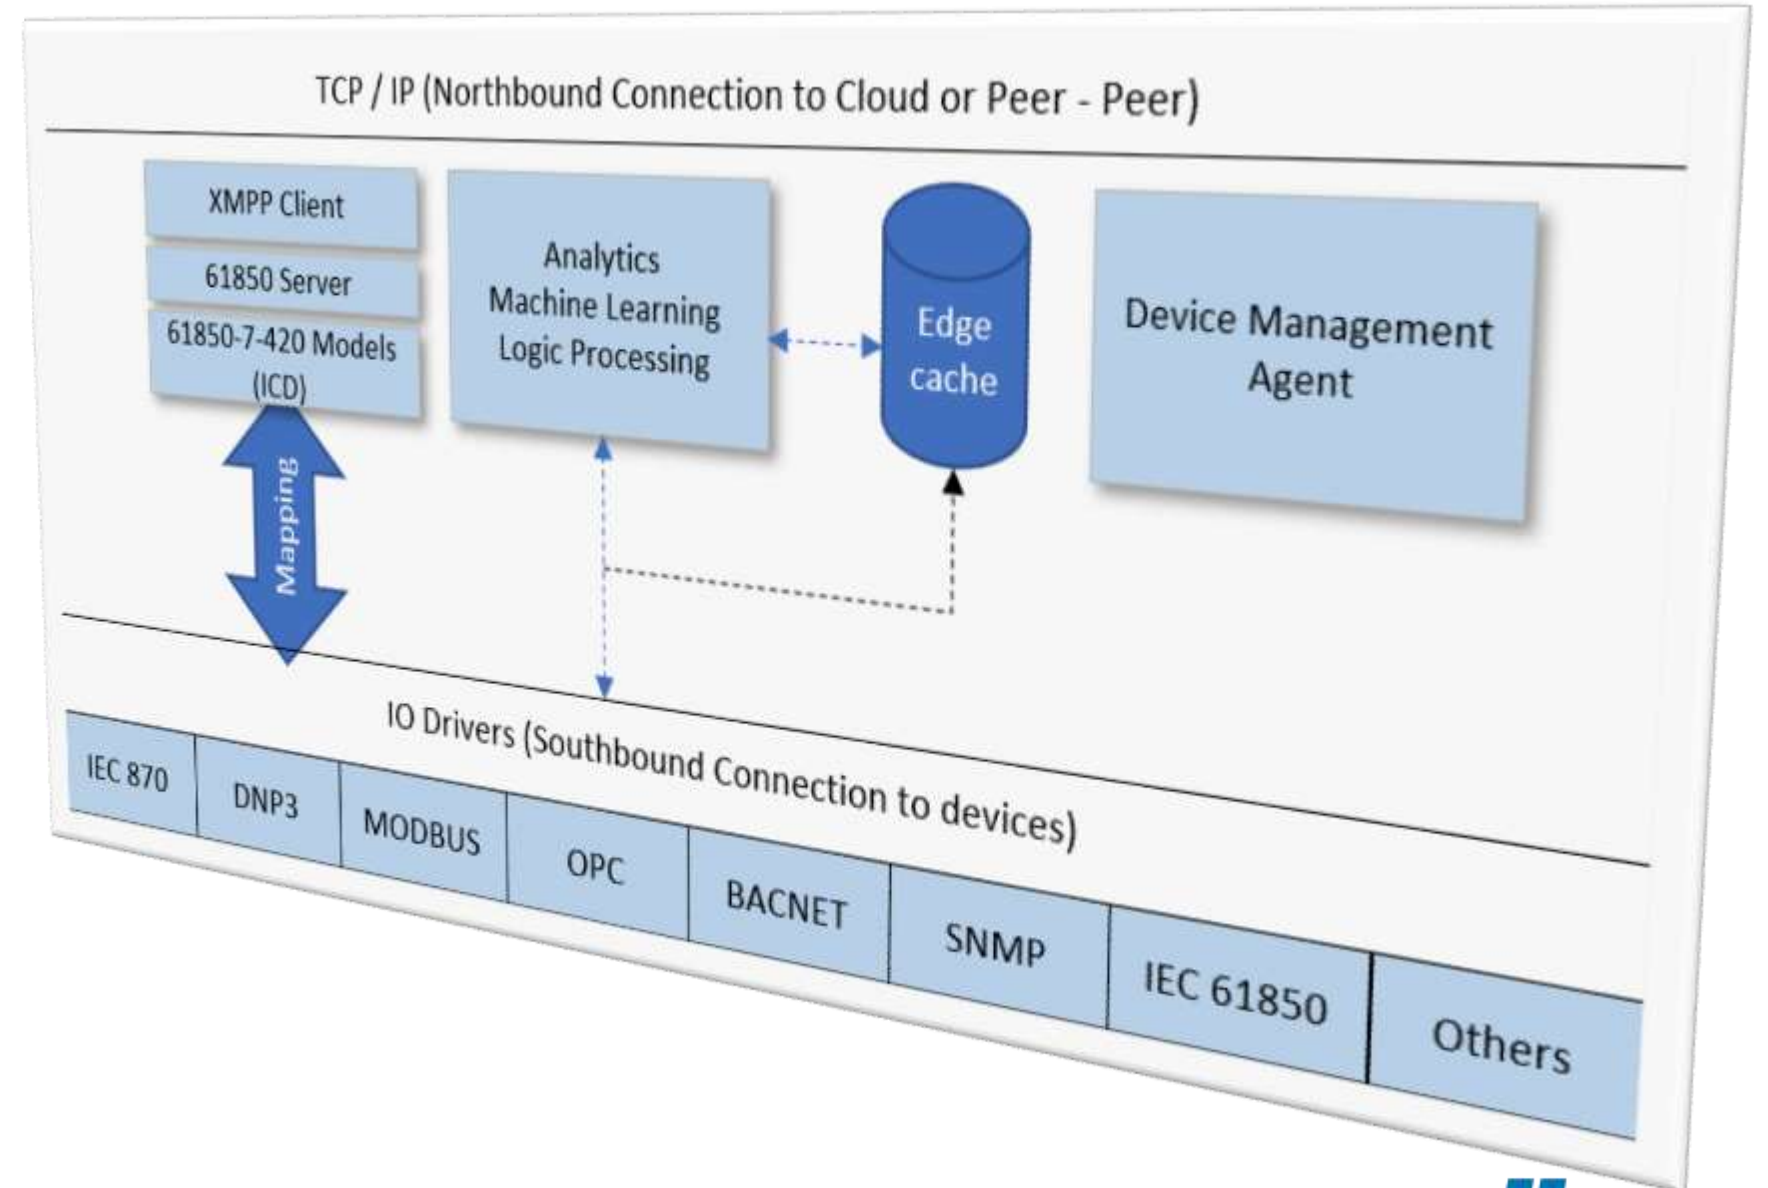 TCP / IP (Northbound Connection to Cloud or Peer - Peer)
XMPP Client
61850 Server
61850-7-420 Models
(ICD)
Mapping
Analytics
Machine Learning
Logic Processing
Edge
cache
Device Management
Agent
IO Drivers (Southbound Connection to devices)
IEC 870
DNP3
MODBUS
OPC
BACNET
SNMP
IEC 61850
Others